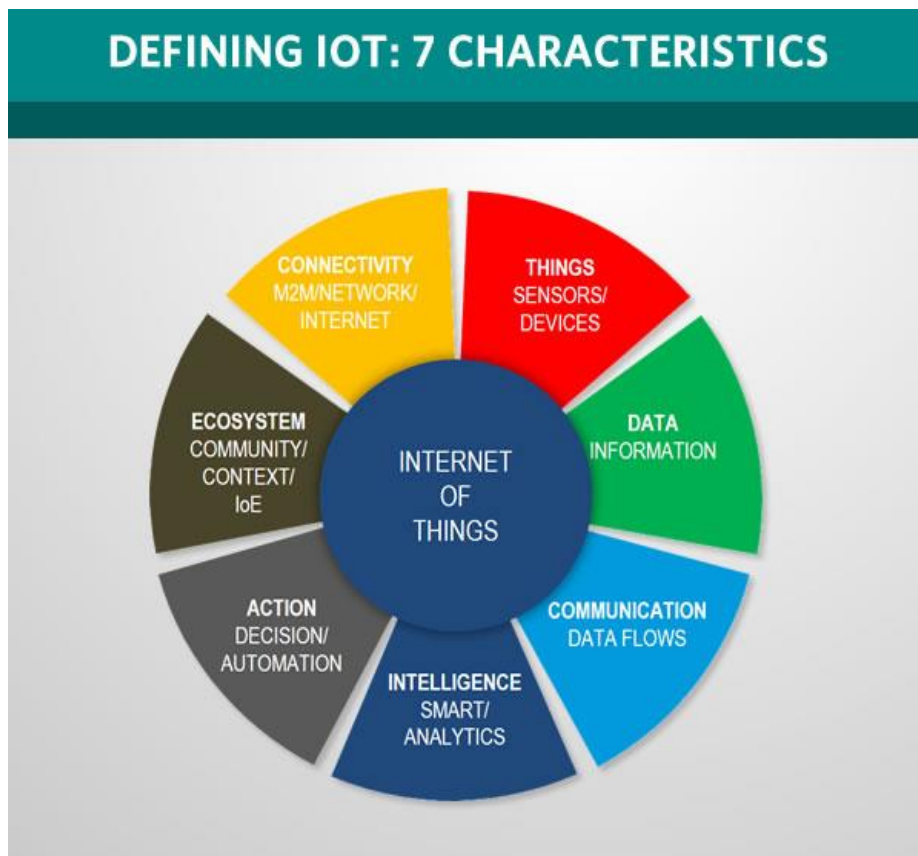 DEFINING IOT: 7 CHARACTERISTICS
CONNECTIVITY
M2M/NETWORK/
INTERNET
THINGS
SENSORS/
DEVICES
DATA
INFORMATION
COMMUNICATION
DATA FLOWS
INTELLIGENCE
SMART/
ANALYTICS
ACTION
DECISION/
AUTOMATION
ECOSYSTEM
COMMUNITY/
CONTEXT/
IoE
INTERNET
OF
THINGS